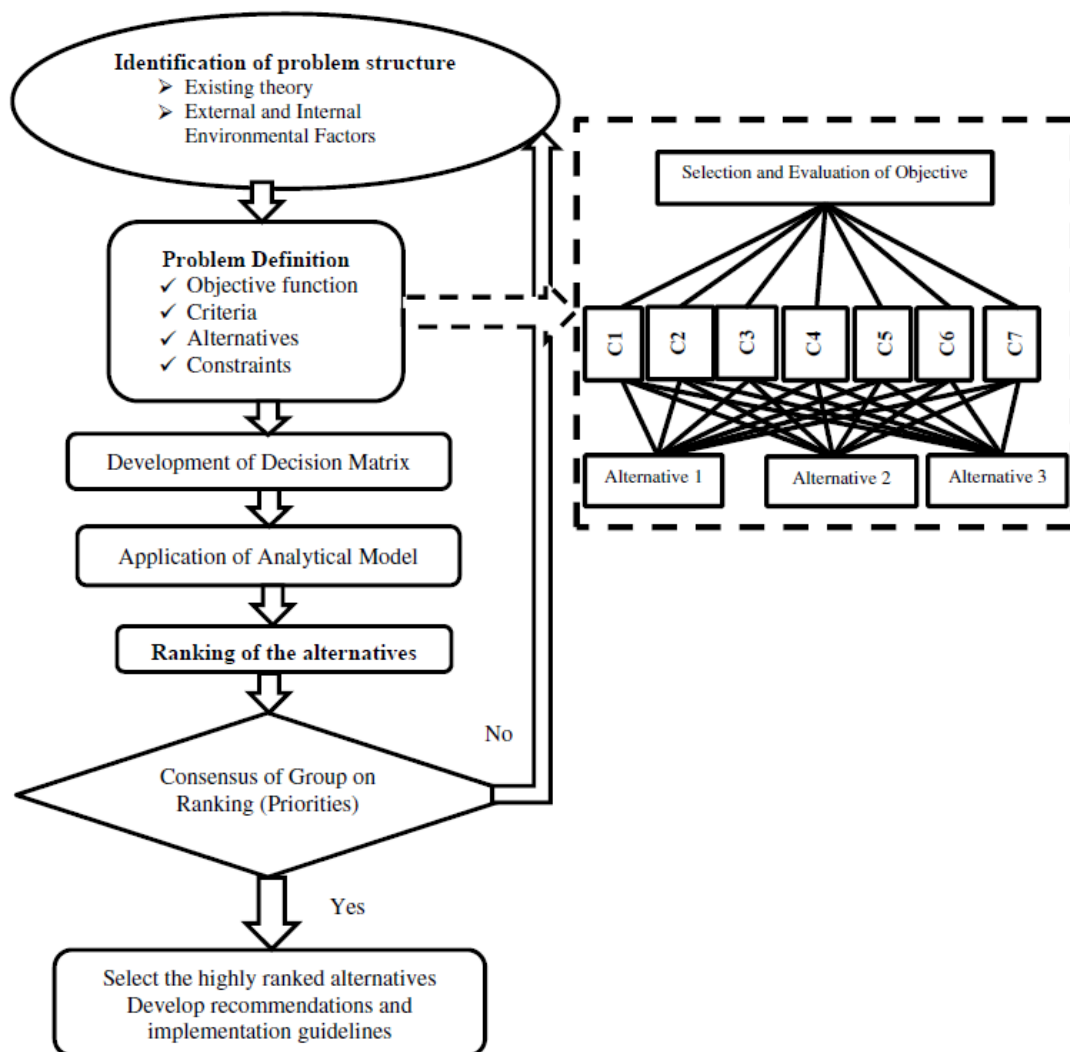 Identification of problem structure
➢ Existing theory
➢ External and Internal
Environmental Factors
Problem Definition
✓ Objective function
✓ Criteria
✓ Alternatives
✓ Constraints
Development of Decision Matrix
Application of Analytical Model
Ranking of the alternatives
Consensus of Group on
Ranking (Priorities)
No
Yes
Select the highly ranked alternatives
Develop recommendations and
implementation guidelines
Selection and Evaluation of Objective
C1
C2
C3
C4
C5
C6
C7
Alternative 1
Alternative 2
Alternative 3